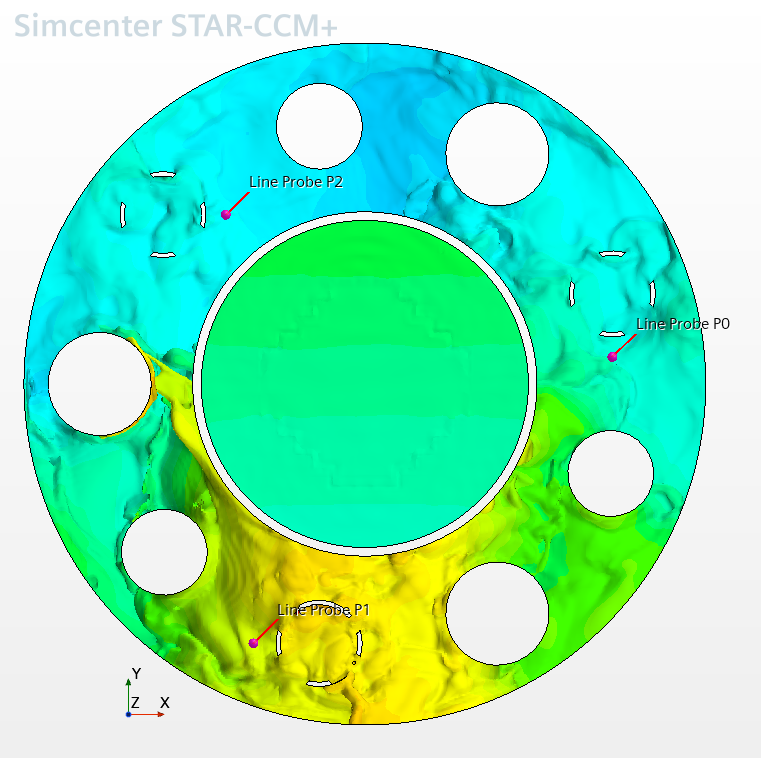 Simcenter STAR-CCM+
Line Probe P2
Line Probe P0
Line Probe P1
Y
Z X